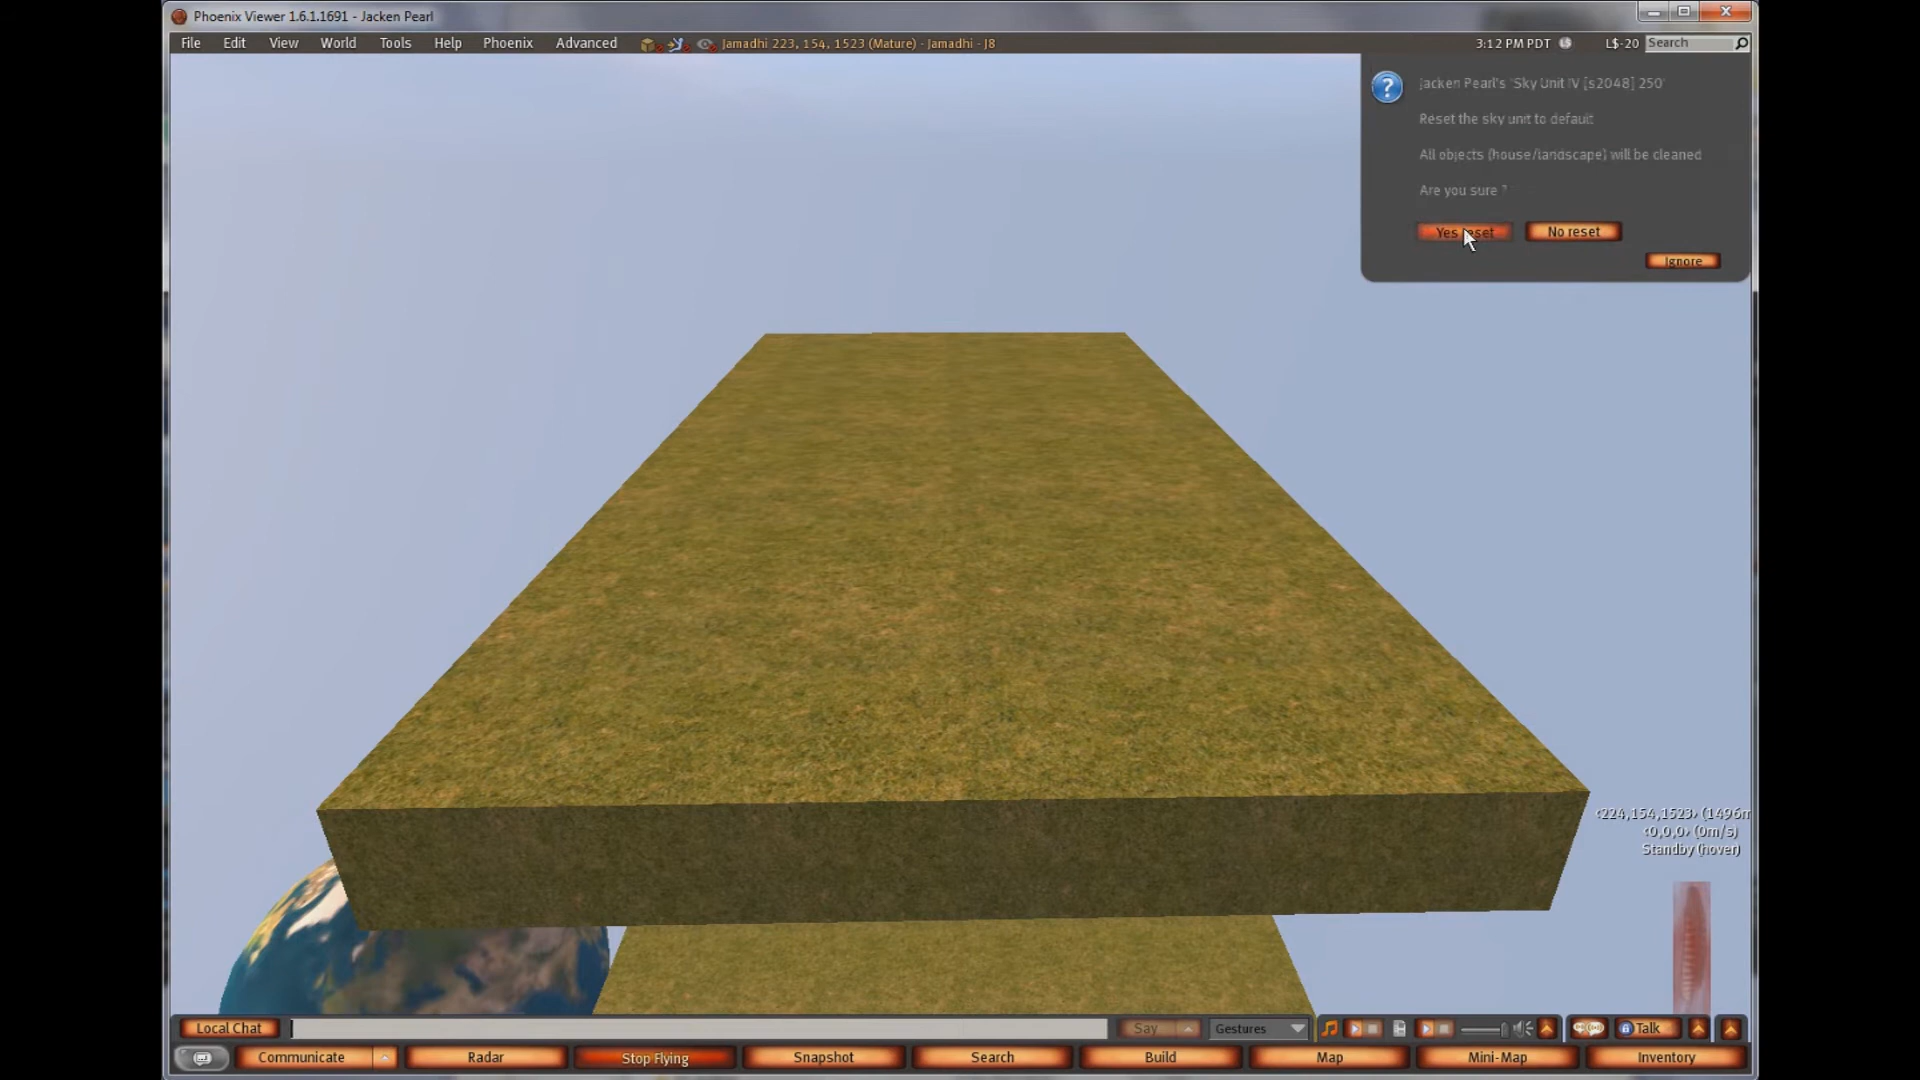 Phoenix Viewer 1.6.1.1691 - Jacken Pearl
File Edit View World Tools Help Phoenix Advanced Jamadhi 223, 154, 1523 (Mature) - Jamadhi - J8 3:12 PM PDT L$-20 Search
Jacken Pearl's 'Sky Unit IV [s2048] 250'
Reset the sky unit to default
All objects (house/landscape) will be cleaned
Are you sure ?
Yes reset No reset
Ignore
<224,154,1523> (1496m
<0,0,0> (0m/s)
Standby (hover)
Local Chat Say Gestures Talk
Communicate Radar Stop Flying Snapshot Search Build Map Mini-Map Inventory